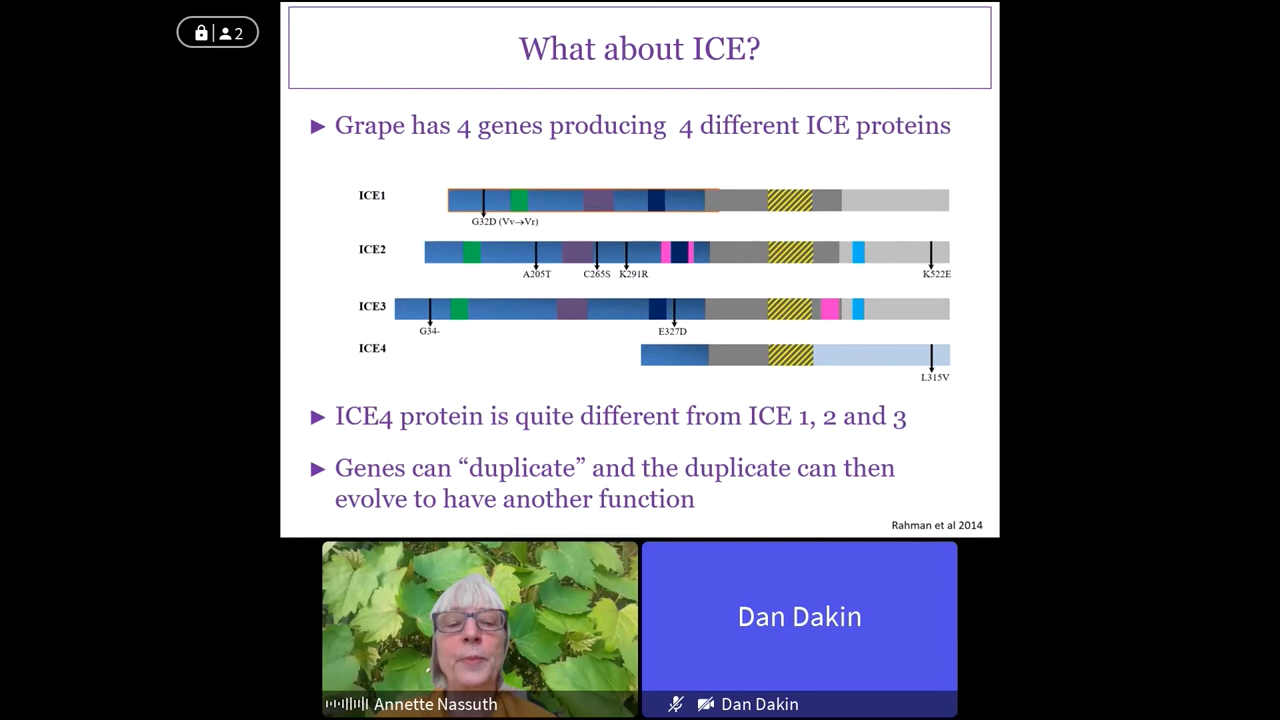 2
What about ICE?
► Grape has 4 genes producing 4 different ICE proteins
ICE1
G32D (Vv→Vr)
ICE2
A205T
C265S
K291R
K522E
ICE3
G34-
E327D
ICE4
L315V
► ICE4 protein is quite different from ICE 1, 2 and 3
► Genes can “duplicate” and the duplicate can then
evolve to have another function
Rahman et al 2014
Dan Dakin
Annette Nassuth
Dan Dakin